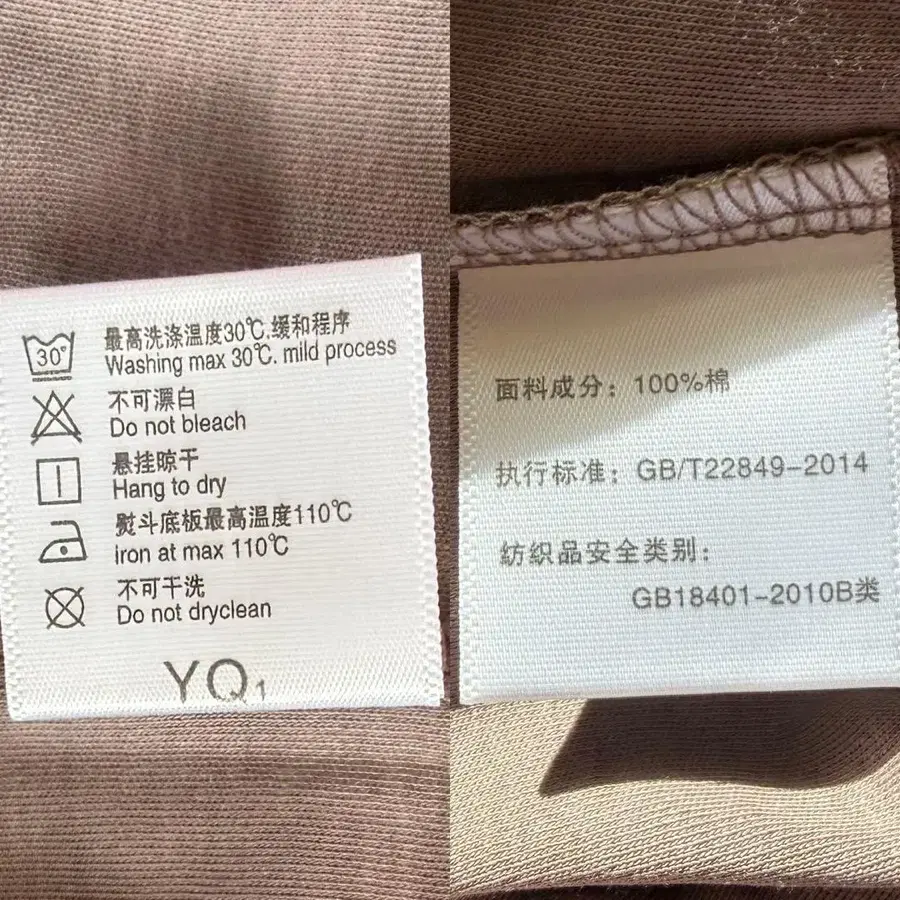 30°
最高洗涤温度30℃.缓和程序
Washing max 30℃. mild process
不可漂白
Do not bleach
悬挂晾干
Hang to dry
熨斗底板最高温度110℃
iron at max 110℃
不可干洗
Do not dryclean
YQ1
面料成分：100%棉
执行标准：GB/T22849-2014
纺织品安全类别：
GB18401-2010B类